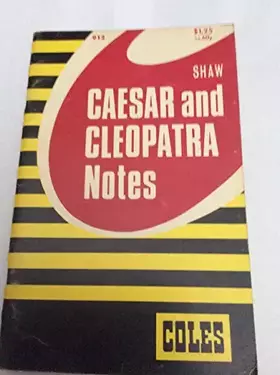 915
$1.25
SHAW
CAESAR and
CLEOPATRA
Notes
COLES